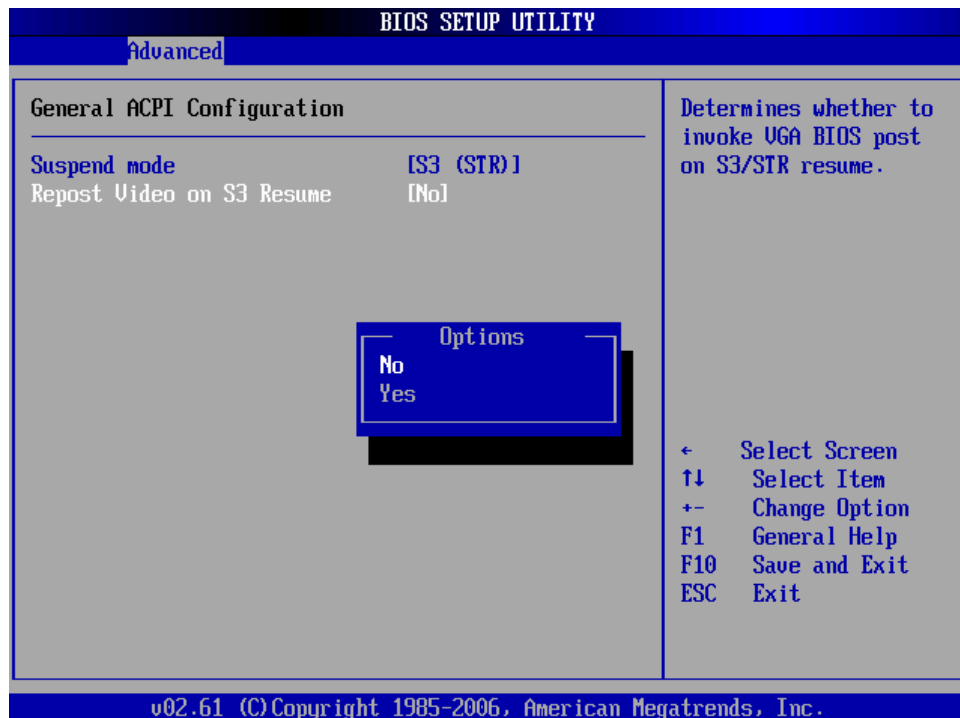 BIOS SETUP UTILITY
Advanced
General ACPI Configuration
Suspend mode [S3 (STR)]
Repost Video on S3 Resume [No]
Options
No
Yes
Determines whether to
invoke VGA BIOS post
on S3/STR resume.
← Select Screen
↑↓ Select Item
+- Change Option
F1 General Help
F10 Save and Exit
ESC Exit
v02.61 (C)Copyright 1985-2006, American Megatrends, Inc.